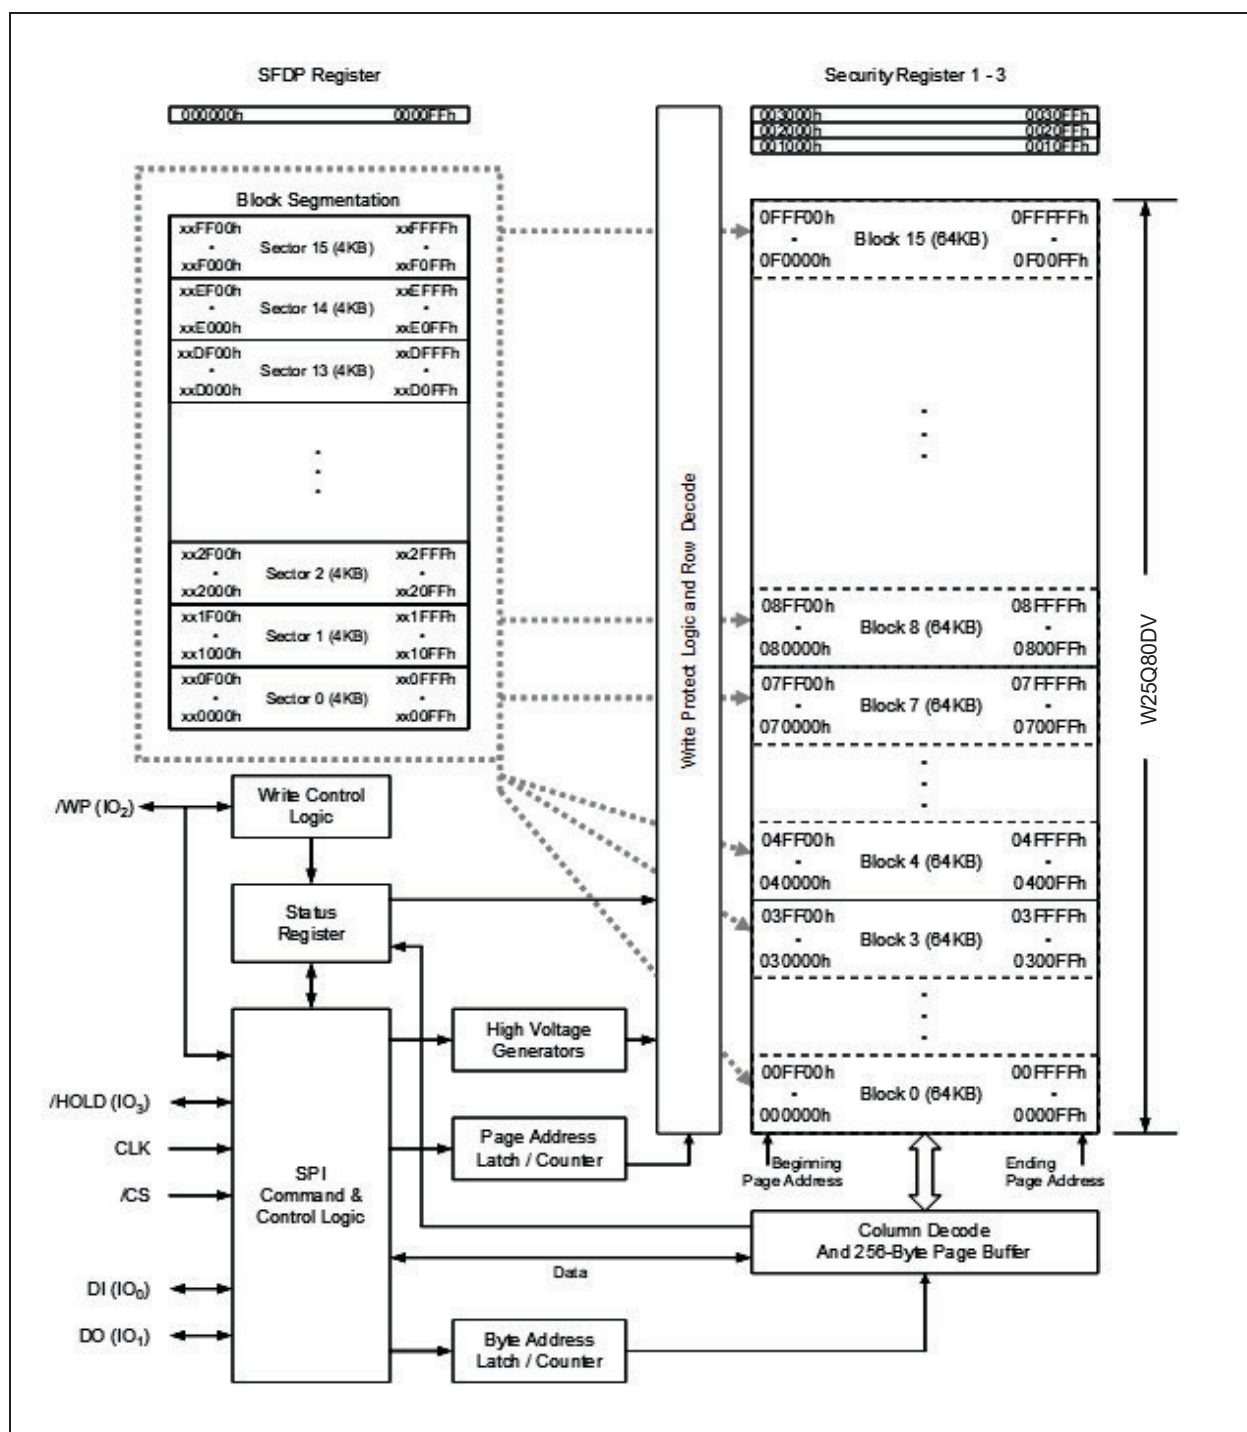 SFDP Register
000000h 0000FFh
Block Segmentation
xxFF00h xxFFFFh
- Sector 15 (4KB) -
xxF000h xxF0FFh
xxEF00h xxEFFFh
- Sector 14 (4KB) -
xxE000h xxE0FFh
xxDF00h xxDFFFh
- Sector 13 (4KB) -
xxD000h xxD0FFh
xx2F00h xx2FFFh
- Sector 2 (4KB) -
xx2000h xx20FFh
xx1F00h xx1FFFh
- Sector 1 (4KB) -
xx1000h xx10FFh
xx0F00h xx0FFFh
- Sector 0 (4KB) -
xx0000h xx00FFh
Write Protect Logic and Row Decode
Security Register 1 - 3
003000h 0030FFh
002000h 0020FFh
001000h 0010FFh
0FFF00h 0FFFFFh
- Block 15 (64KB) -
0F0000h 0F00FFh
08FF00h 08FFFFh
- Block 8 (64KB) -
080000h 0800FFh
07FF00h 07FFFFh
- Block 7 (64KB) -
070000h 0700FFh
04FF00h 04FFFFh
- Block 4 (64KB) -
040000h 0400FFh
03FF00h 03FFFFh
- Block 3 (64KB) -
030000h 0300FFh
00FF00h 00FFFFh
- Block 0 (64KB) -
000000h 0000FFh
W25Q80DV
Beginning
Page Address
Ending
Page Address
/WP (IO2)
Write Control
Logic
Status
Register
High Voltage
Generators
/HOLD (IO3)
CLK
/CS
DI (IO0)
DO (IO1)
SPI
Command &
Control Logic
Page Address
Latch / Counter
Column Decode
And 256-Byte Page Buffer
Data
Byte Address
Latch / Counter